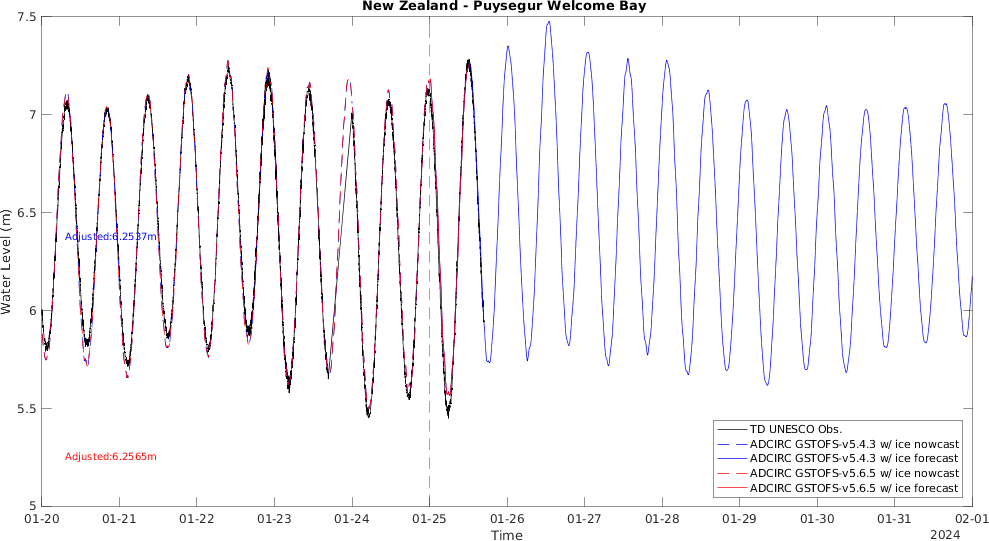 New Zealand - Puysegur Welcome Bay
7.5
7
6.5
6
5.5
5
Water Level (m)
Adjusted:6.2537m
Adjusted:6.2565m
TD UNESCO Obs.
ADCIRC GSTOFS-v5.4.3 w/ ice nowcast
ADCIRC GSTOFS-v5.4.3 w/ ice forecast
ADCIRC GSTOFS-v5.6.5 w/ ice nowcast
ADCIRC GSTOFS-v5.6.5 w/ ice forecast
01-20 01-21 01-22 01-23 01-24 01-25 01-26 01-27 01-28 01-29 01-30 01-31 02-01
Time
2024